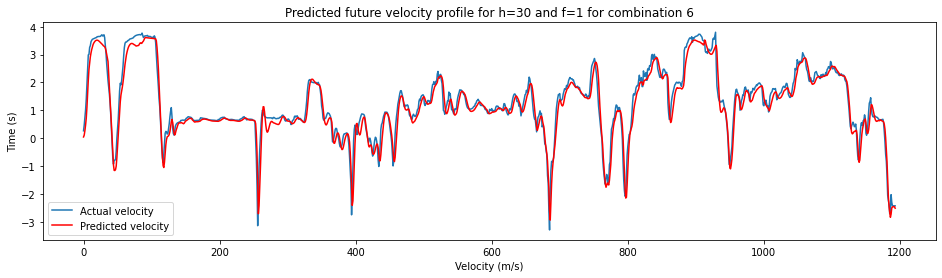 Predicted future velocity profile for h=30 and f=1 for combination 6
4
3
2
1
0
−1
−2
−3
Time (s)
Actual velocity
Predicted velocity
0 200 400 600 800 1000 1200
Velocity (m/s)